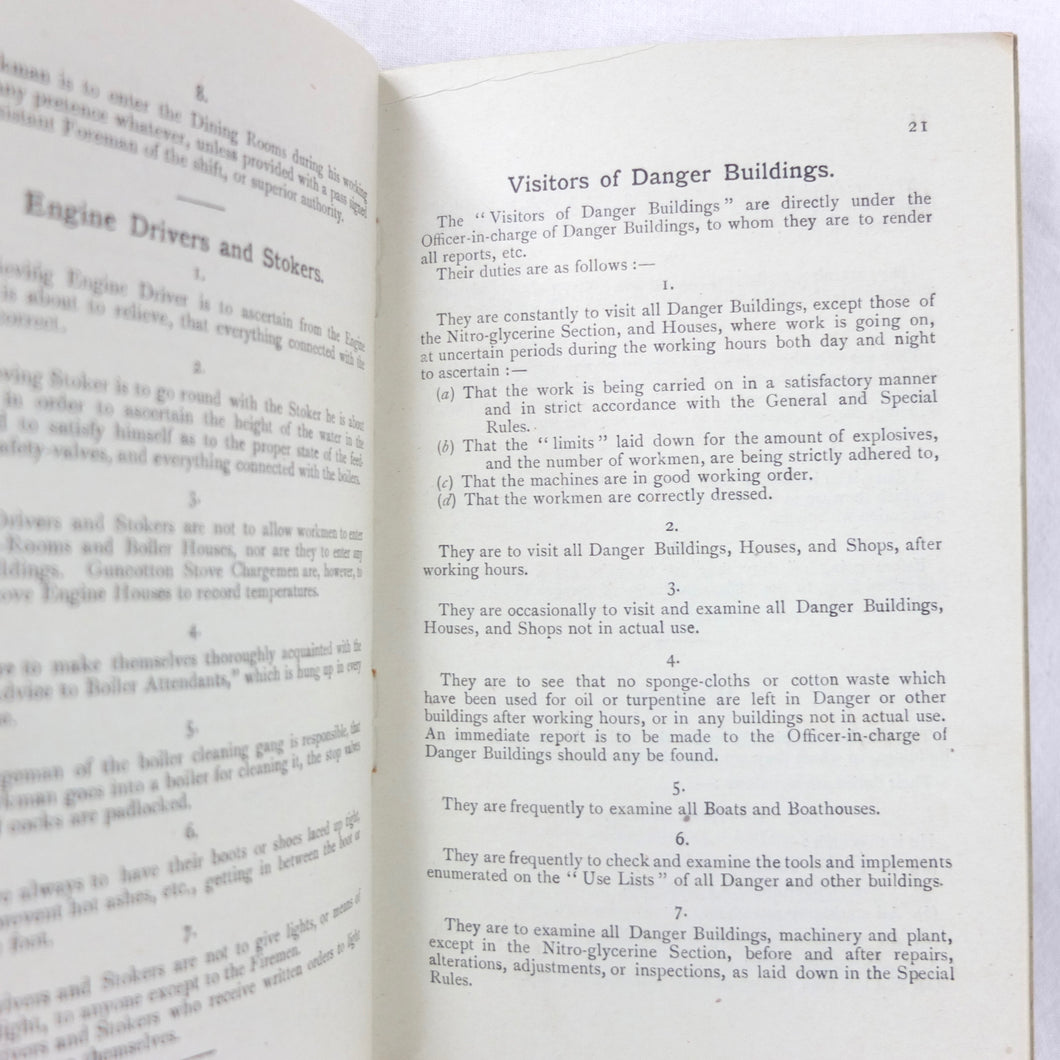 8.
kman is to enter the Dining Rooms during his working
any pretence whatever, unless provided with a pass signed
sistant Foreman of the shift, or superior authority.
Engine Drivers and Stokers.
1.
eving Engine Driver is to ascertain from the Engine
is about to relieve, that everything connected with the
correct.
2.
eving Stoker is to go round with the Stoker he is about
in order to ascertain the height of the water in the
d to satisfy himself as to the proper state of the feed-
afety-valves, and everything connected with the boilers.
3.
Drivers and Stokers are not to allow workmen to enter
Rooms and Boiler Houses, nor are they to enter any
ildings. Guncotton Stove Chargemen are, however, to
ove Engine Houses to record temperatures.
4.
re to make themselves thoroughly acquainted with the
dvice to Boiler Attendants," which is hung up in every
se.
5.
geman of the boiler cleaning gang is responsible, that
rkman goes into a boiler for cleaning it, the stop valves
d cocks are padlocked.
6.
re always to have their boots or shoes laced up tight,
prevent hot ashes, etc., getting in between the boot or
foot.
7.
rivers and Stokers are not to give lights, or means of
ight, to anyone except to the Firemen.
vers and Stokers who receive written orders to light
themselves.
21
Visitors of Danger Buildings.
The "Visitors of Danger Buildings" are directly under the
Officer-in-charge of Danger Buildings, to whom they are to render
all reports, etc.
Their duties are as follows :—
1.
They are constantly to visit all Danger Buildings, except those of
the Nitro-glycerine Section, and Houses, where work is going on,
at uncertain periods during the working hours both day and night
to ascertain :—
(a) That the work is being carried on in a satisfactory manner
and in strict accordance with the General and Special
Rules.
(b) That the "limits" laid down for the amount of explosives,
and the number of workmen, are being strictly adhered to,
(c) That the machines are in good working order.
(d) That the workmen are correctly dressed.
2.
They are to visit all Danger Buildings, Houses, and Shops, after
working hours.
3.
They are occasionally to visit and examine all Danger Buildings,
Houses, and Shops not in actual use.
4.
They are to see that no sponge-cloths or cotton waste which
have been used for oil or turpentine are left in Danger or other
buildings after working hours, or in any buildings not in actual use.
An immediate report is to be made to the Officer-in-charge of
Danger Buildings should any be found.
5.
They are frequently to examine all Boats and Boathouses.
6.
They are frequently to check and examine the tools and implements
enumerated on the "Use Lists" of all Danger and other buildings.
7.
They are to examine all Danger Buildings, machinery and plant,
except in the Nitro-glycerine Section, before and after repairs,
alterations, adjustments, or inspections, as laid down in the Special
Rules.